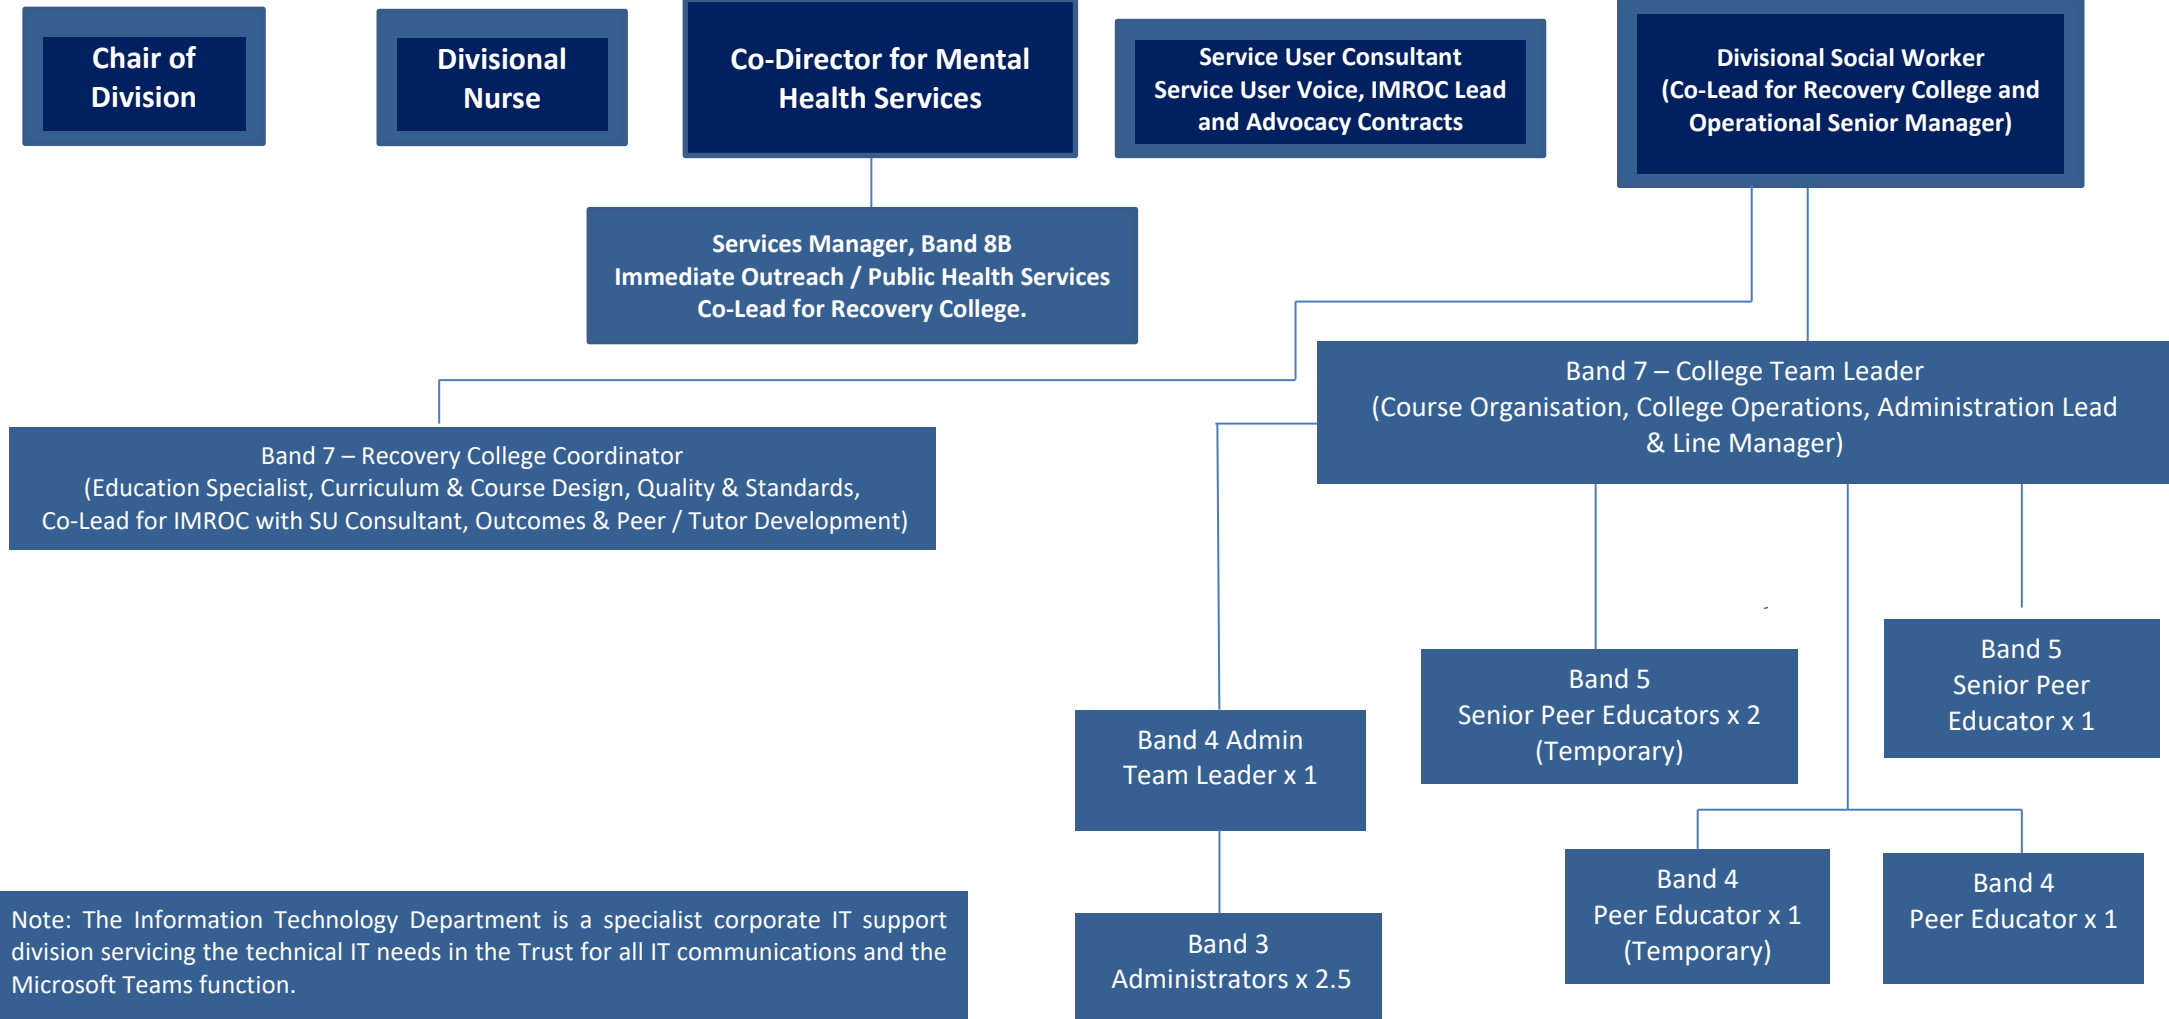 Chair of
Division
Divisional
Nurse
Co-Director for Mental
Health Services
Service User Consultant
Service User Voice, IMROC Lead
and Advocacy Contracts
Divisional Social Worker
(Co-Lead for Recovery College and
Operational Senior Manager)
Services Manager, Band 8B
Immediate Outreach / Public Health Services
Co-Lead for Recovery College.
Band 7 – College Team Leader
(Course Organisation, College Operations, Administration Lead
& Line Manager)
Band 7 – Recovery College Coordinator
(Education Specialist, Curriculum & Course Design, Quality & Standards,
Co-Lead for IMROC with SU Consultant, Outcomes & Peer / Tutor Development)
Band 5
Senior Peer Educators x 2
(Temporary)
Band 5
Senior Peer
Educator x 1
Band 4 Admin
Team Leader x 1
Band 4
Peer Educator x 1
(Temporary)
Band 4
Peer Educator x 1
Band 3
Administrators x 2.5
Note: The Information Technology Department is a specialist corporate IT support
division servicing the technical IT needs in the Trust for all IT communications and the
Microsoft Teams function.